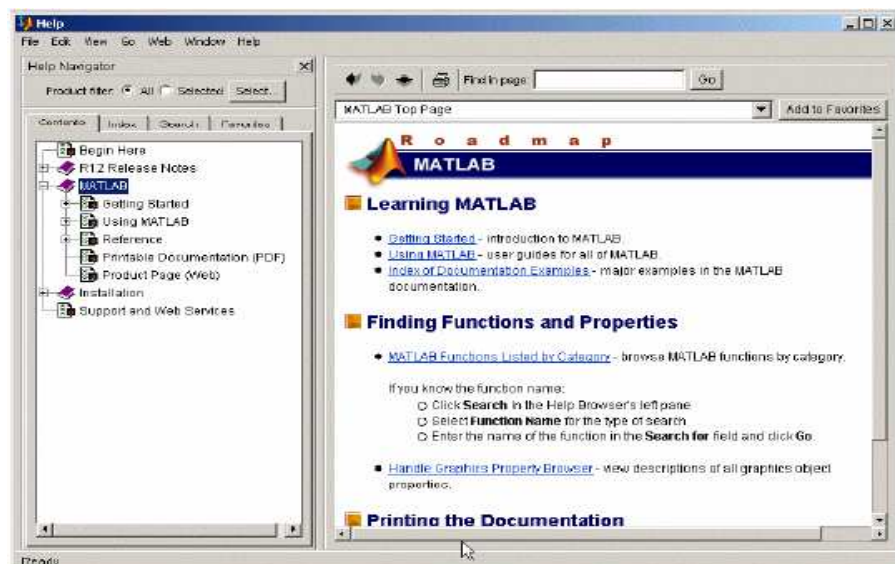 Help
File Edit View Go Web Window Help
Help Navigator
Product filter: All Selected Select...
Contents Index Search Favorites
Begin Here
R12 Release Notes
MATLAB
Getting Started
Using MATLAB
Reference
Printable Documentation (PDF)
Product Page (Web)
Installation
Support and Web Services
Find in page: Go
MATLAB Top Page Add to Favorites
Roadmap
MATLAB
Learning MATLAB
Getting Started - introduction to MATLAB.
Using MATLAB - user guides for all of MATLAB.
Index of Documentation Examples - major examples in the MATLAB
documentation.
Finding Functions and Properties
MATLAB Functions Listed by Category - browse MATLAB functions by category.
If you know the function name:
Click Search in the Help Browser's left pane
Select Function Name for the type of search
Enter the name of the function in the Search for field and click Go.
Handle Graphics Property Browser - view descriptions of all graphics object
properties.
Printing the Documentation
Ready